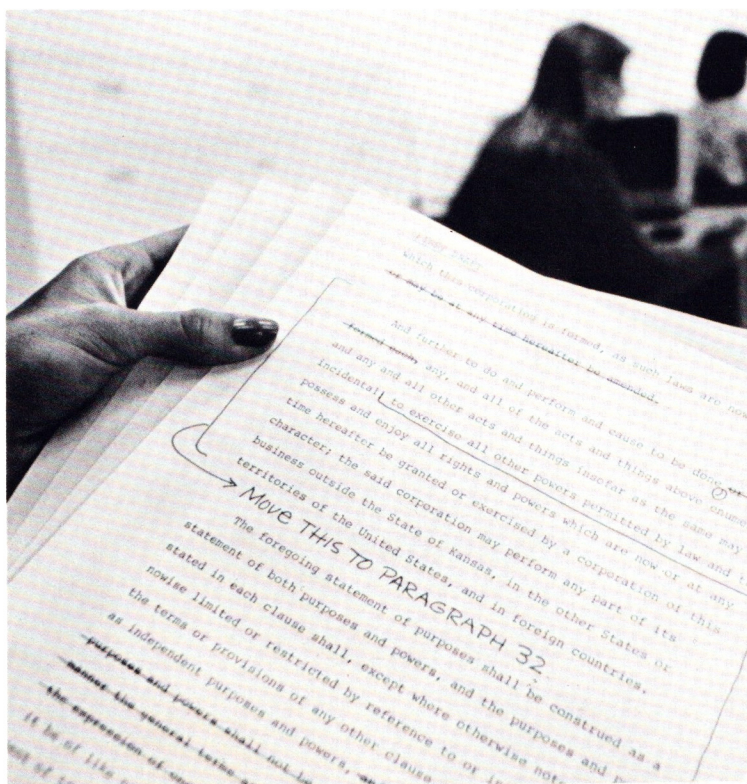 which this corporating is formed, as such laws are now
or may be at any time hereafter to be amended.
And further to do and perform and cause to be done or
formed each, any, and all of the acts and things above enume
and any and all other acts and things insofar as the same may
incidental to exercise all other powers permitted by law and t
possess and enjoy all rights and powers which are now or at any
time hereafter be granted or exercised by a corporation of this
character; the said corporation may perform any part of its
business outside the State of Kansas, in the other States or
territories of the United States, and in foreign countries.
MOVE THIS TO PARAGRAPH 32
The foregoing statement of purposes shall be construed as a
statement of both purposes and powers, and the purposes and
stated in each clause shall, except where otherwise note
nowise limited or restricted by reference to or in
the terms or provisions of any other clause
as independent purposes and powers,
purposes and powers shall not be
manner the general terms
the expression of
of like